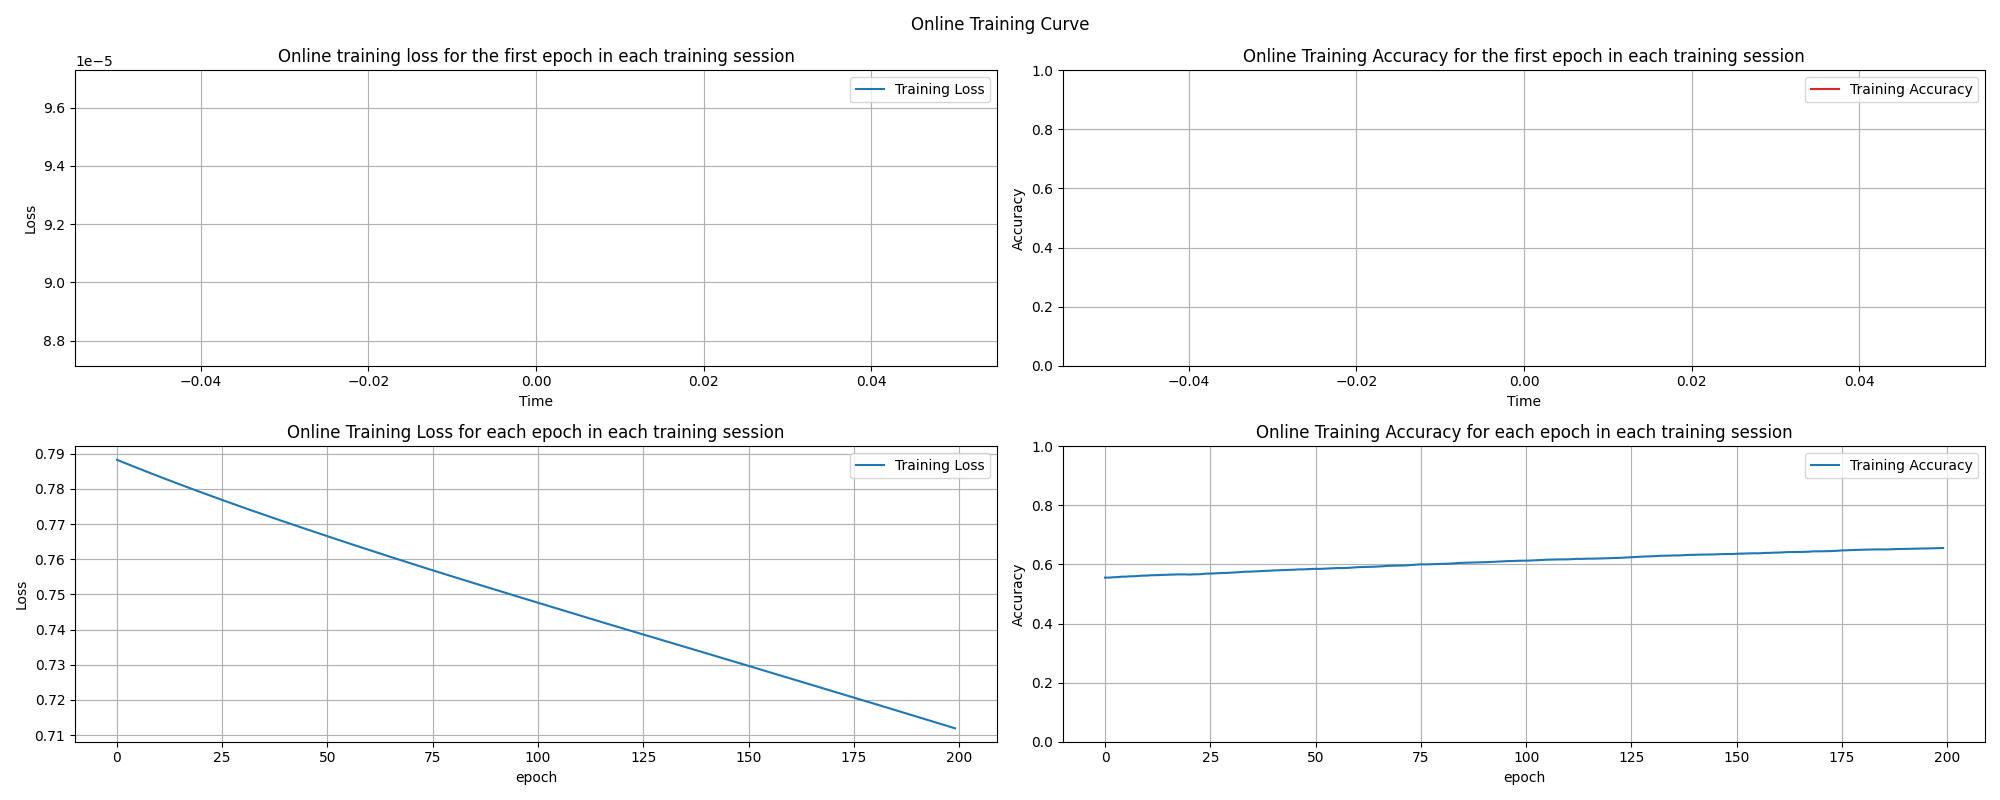 Online Training Curve
Online training loss for the first epoch in each training session
1e−5
Training Loss
9.6
9.4
9.2
9.0
8.8
Loss
−0.04 −0.02 0.00 0.02 0.04
Time
Online Training Accuracy for the first epoch in each training session
Training Accuracy
1.0
0.8
0.6
0.4
0.2
0.0
Accuracy
−0.04 −0.02 0.00 0.02 0.04
Time
Online Training Loss for each epoch in each training session
Training Loss
0.79
0.78
0.77
0.76
0.75
0.74
0.73
0.72
0.71
Loss
0 25 50 75 100 125 150 175 200
epoch
Online Training Accuracy for each epoch in each training session
Training Accuracy
1.0
0.8
0.6
0.4
0.2
0.0
Accuracy
0 25 50 75 100 125 150 175 200
epoch